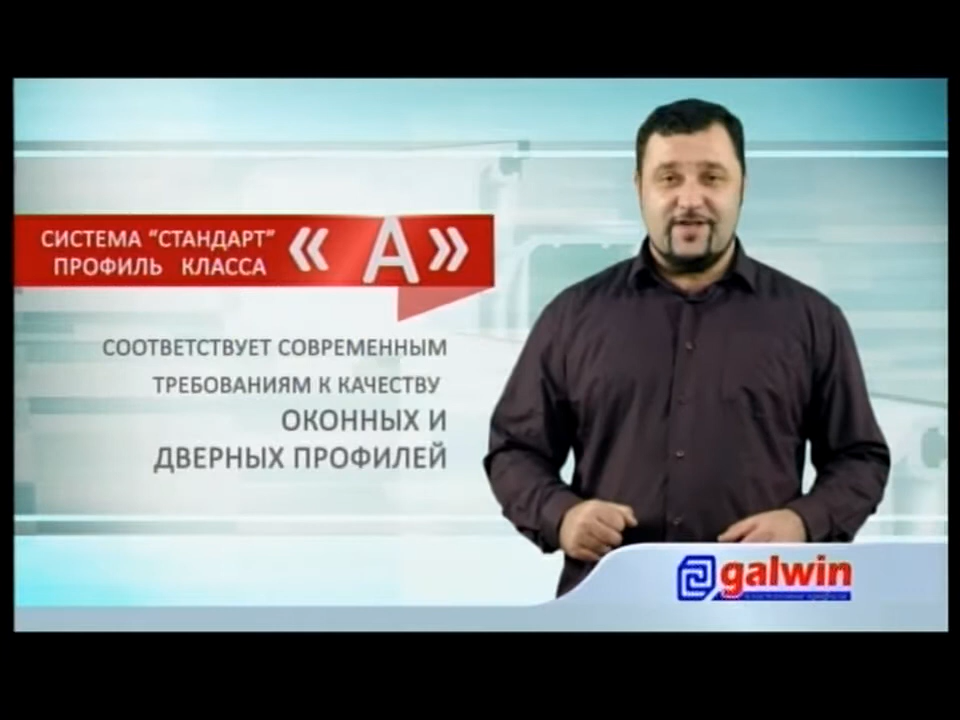 СИСТЕМА “СТАНДАРТ”
ПРОФИЛЬ КЛАССА
« А»
СООТВЕТСТВУЕТ СОВРЕМЕННЫМ
ТРЕБОВАНИЯМ К КАЧЕСТВУ
ОКОННЫХ И
ДВЕРНЫХ ПРОФИЛЕЙ
galwin